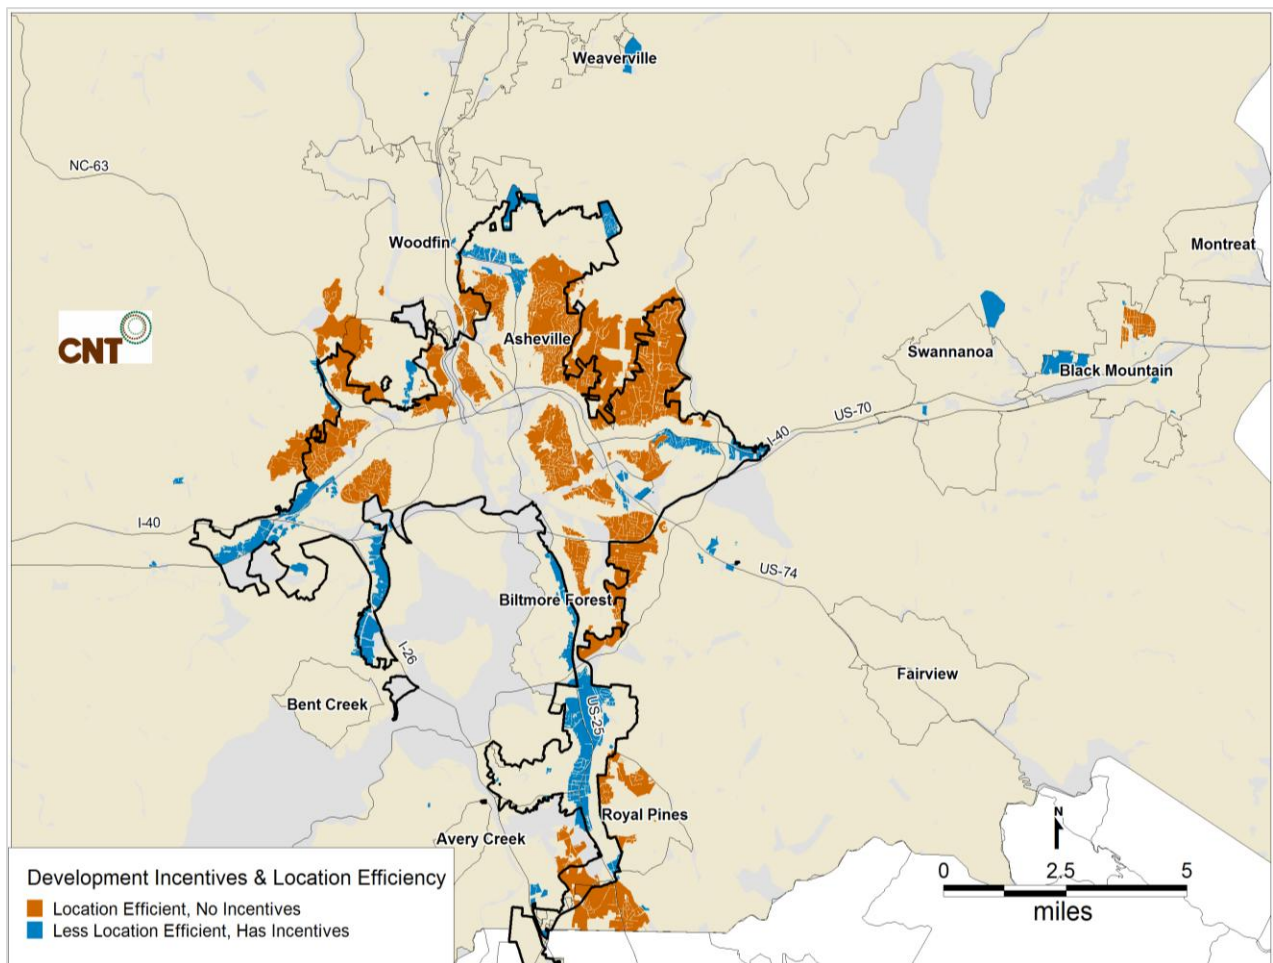 Weaverville
NC-63
Woodfin
Montreat
CNT
Asheville
Swannanoa
Black Mountain
US-70
I-40
I-40
US-74
Biltmore Forest
I-26
Fairview
Bent Creek
US-25
Royal Pines
Avery Creek
N
0 2.5 5
miles
Development Incentives & Location Efficiency
Location Efficient, No Incentives
Less Location Efficient, Has Incentives